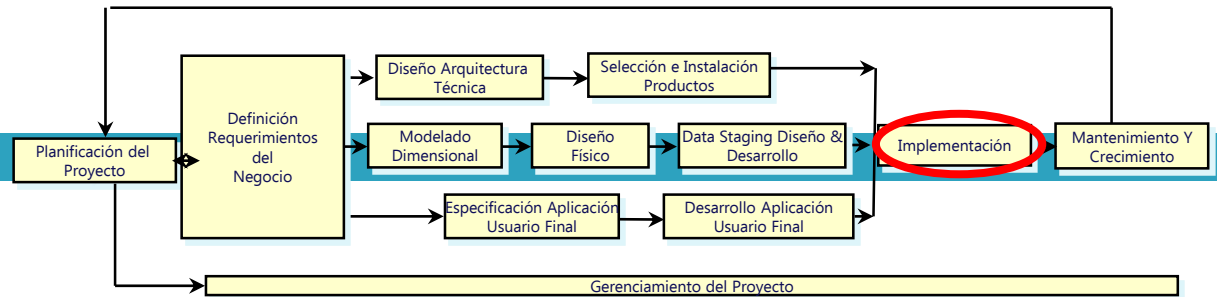 Diseño Arquitectura
Técnica
Selección e Instalación
Productos
Definición
Requerimientos
del
Negocio
Planificación del
Proyecto
Modelado
Dimensional
Diseño
Físico
Data Staging Diseño &
Desarrollo
Implementación
Mantenimiento Y
Crecimiento
Especificación Aplicación
Usuario Final
Desarrollo Aplicación
Usuario Final
Gerenciamiento del Proyecto